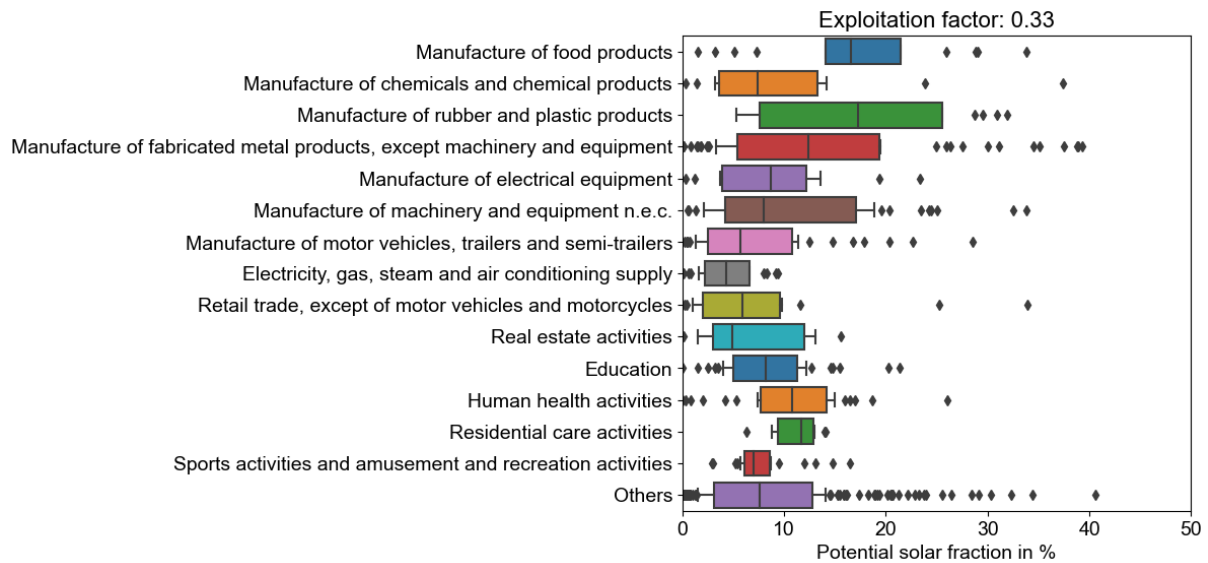 Exploitation factor: 0.33
Manufacture of food products
Manufacture of chemicals and chemical products
Manufacture of rubber and plastic products
Manufacture of fabricated metal products, except machinery and equipment
Manufacture of electrical equipment
Manufacture of machinery and equipment n.e.c.
Manufacture of motor vehicles, trailers and semi-trailers
Electricity, gas, steam and air conditioning supply
Retail trade, except of motor vehicles and motorcycles
Real estate activities
Education
Human health activities
Residential care activities
Sports activities and amusement and recreation activities
Others
0 10 20 30 40 50
Potential solar fraction in %